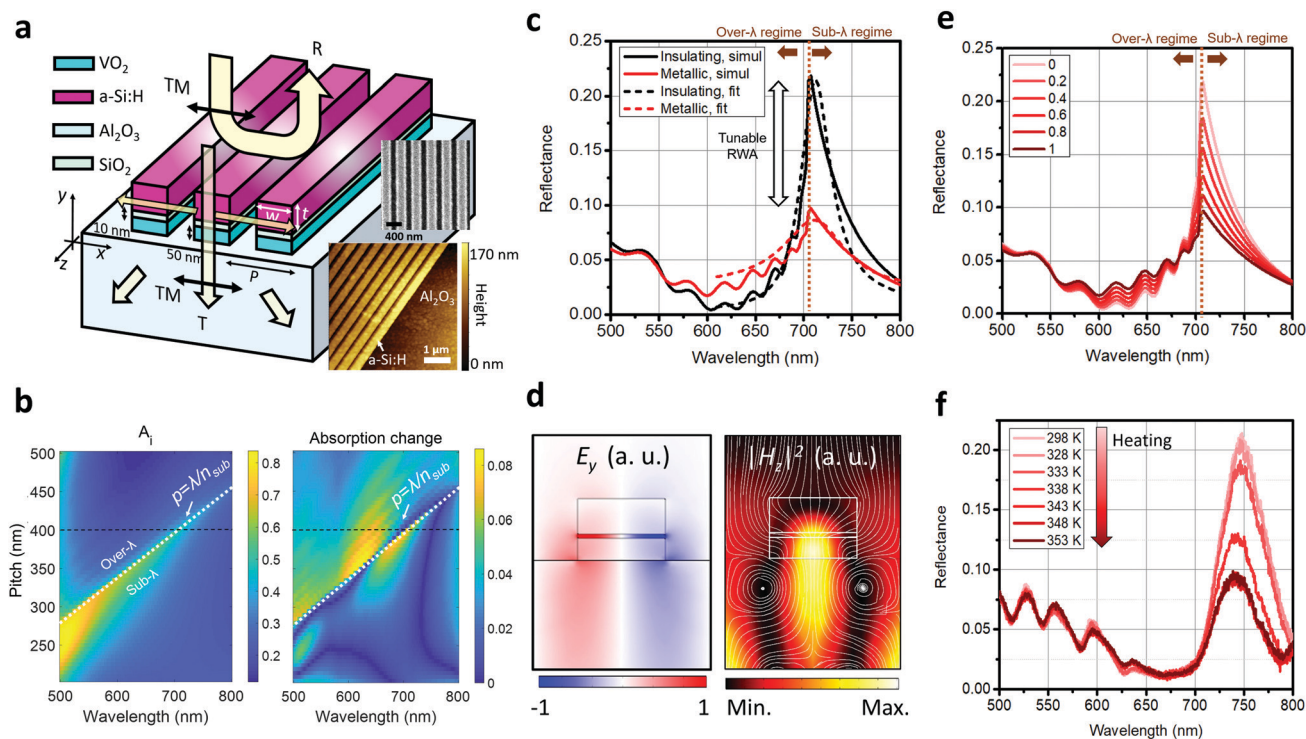 a
VO₂
a-Si:H
Al₂O₃
SiO₂
TM
R
y
x
z
10 nm
50 nm
w
t
P
TM
T
400 nm
170 nm
Height
0 nm
Al₂O₃
a-Si:H
1 μm
b
Aᵢ
Absorption change
Pitch (nm)
500
450
400
350
300
250
p=λ/n_sub
Over-λ
Sub-λ
500 600 700 800
Wavelength (nm)
0.8
0.7
0.6
0.5
0.4
0.3
0.2
p=λ/n_sub
500 600 700 800
Wavelength (nm)
0.08
0.06
0.04
0.02
0
c
Over-λ regime Sub-λ regime
Insulating, simul
Metallic, simul
Insulating, fit
Metallic, fit
Tunable
RWA
Reflectance
0.25
0.20
0.15
0.10
0.05
0.00
500 550 600 650 700 750 800
Wavelength (nm)
d
E_y (a. u.)
|H_z|² (a. u.)
-1 1
Min. Max.
e
Over-λ regime Sub-λ regime
0
0.2
0.4
0.6
0.8
1
Reflectance
0.25
0.20
0.15
0.10
0.05
0.00
500 550 600 650 700 750 800
Wavelength (nm)
f
298 K
328 K
333 K
338 K
343 K
348 K
353 K
Heating
Reflectance
0.20
0.15
0.10
0.05
0.00
500 550 600 650 700 750 800
Wavelength (nm)